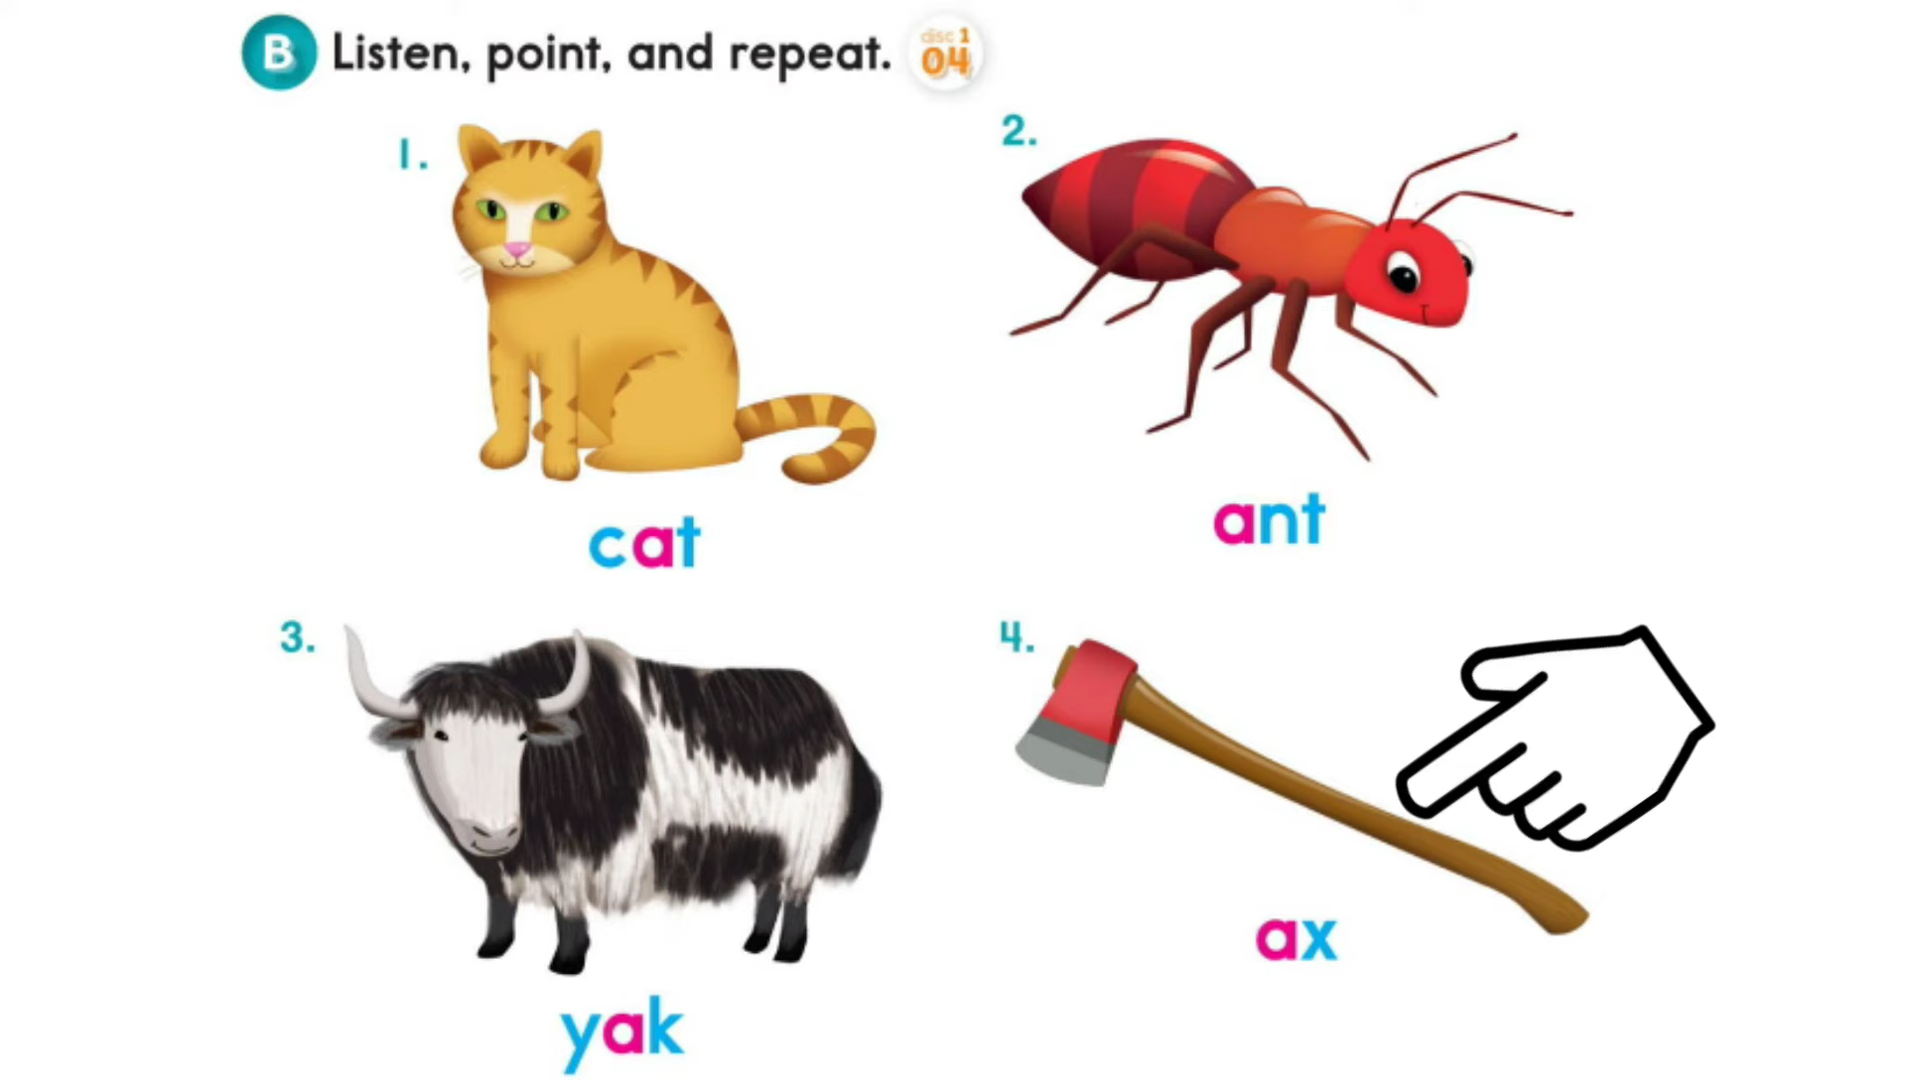 B Listen, point, and repeat. disc 1 04
1.
cat
2.
ant
3.
yak
4.
ax